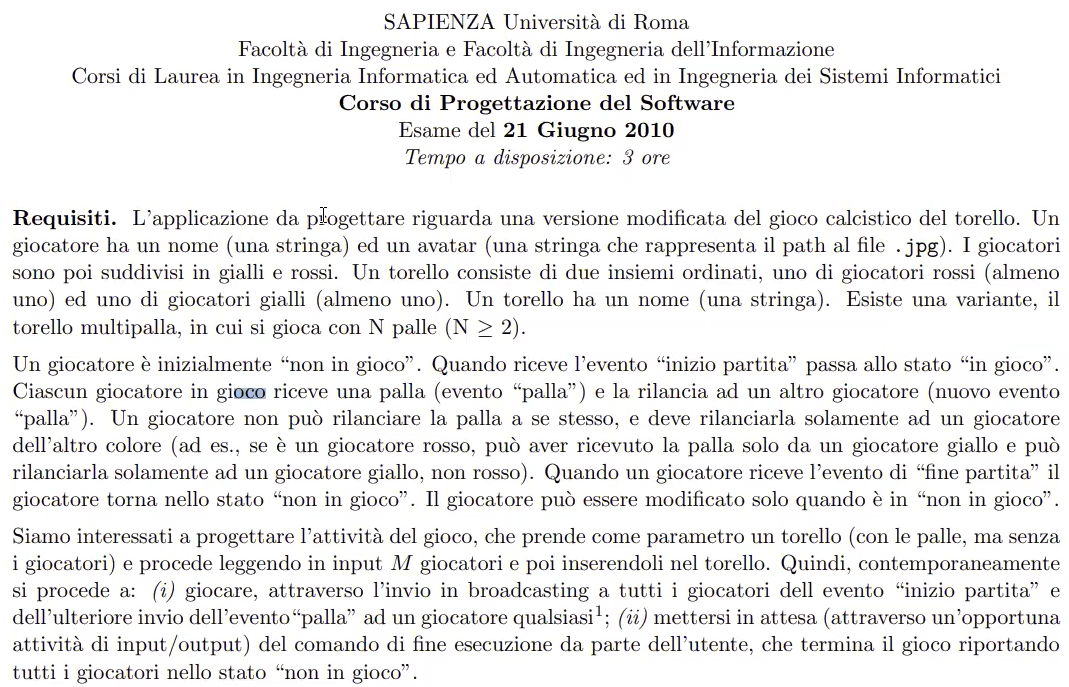 SAPIENZA Università di Roma
Facoltà di Ingegneria e Facoltà di Ingegneria dell'Informazione
Corsi di Laurea in Ingegneria Informatica ed Automatica ed in Ingegneria dei Sistemi Informatici
Corso di Progettazione del Software
Esame del 21 Giugno 2010
Tempo a disposizione: 3 ore
Requisiti. L'applicazione da progettare riguarda una versione modificata del gioco calcistico del torello. Un
giocatore ha un nome (una stringa) ed un avatar (una stringa che rappresenta il path al file .jpg). I giocatori
sono poi suddivisi in gialli e rossi. Un torello consiste di due insiemi ordinati, uno di giocatori rossi (almeno
uno) ed uno di giocatori gialli (almeno uno). Un torello ha un nome (una stringa). Esiste una variante, il
torello multipalla, in cui si gioca con N palle (N ≥ 2).
Un giocatore è inizialmente “non in gioco”. Quando riceve l'evento “inizio partita” passa allo stato “in gioco”.
Ciascun giocatore in gioco riceve una palla (evento “palla”) e la rilancia ad un altro giocatore (nuovo evento
“palla”). Un giocatore non può rilanciare la palla a se stesso, e deve rilanciarla solamente ad un giocatore
dell'altro colore (ad es., se è un giocatore rosso, può aver ricevuto la palla solo da un giocatore giallo e può
rilanciarla solamente ad un giocatore giallo, non rosso). Quando un giocatore riceve l'evento di “fine partita” il
giocatore torna nello stato “non in gioco”. Il giocatore può essere modificato solo quando è in “non in gioco”.
Siamo interessati a progettare l'attività del gioco, che prende come parametro un torello (con le palle, ma senza
i giocatori) e procede leggendo in input M giocatori e poi inserendoli nel torello. Quindi, contemporaneamente
si procede a: (i) giocare, attraverso l'invio in broadcasting a tutti i giocatori dell evento “inizio partita” e
dell'ulteriore invio dell'evento“palla” ad un giocatore qualsiasi¹; (ii) mettersi in attesa (attraverso un'opportuna
attività di input/output) del comando di fine esecuzione da parte dell'utente, che termina il gioco riportando
tutti i giocatori nello stato “non in gioco”.